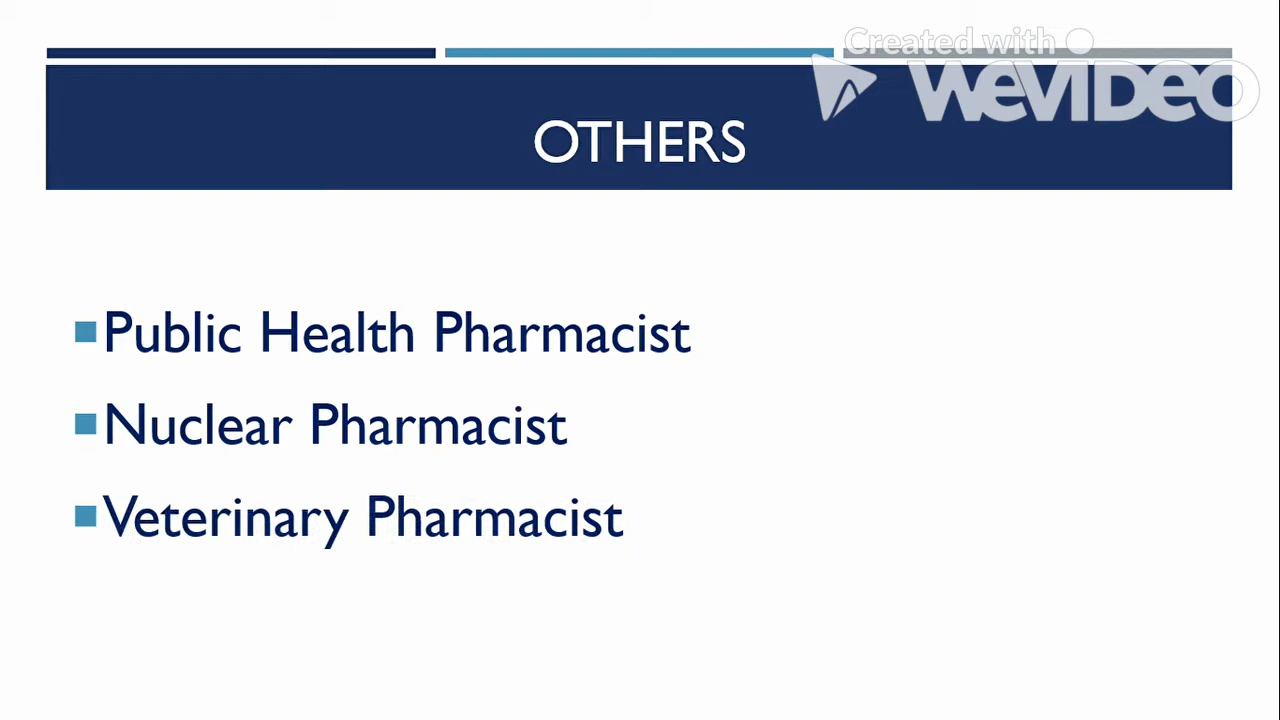 Created with
WEVIDEO
OTHERS
Public Health Pharmacist
Nuclear Pharmacist
Veterinary Pharmacist